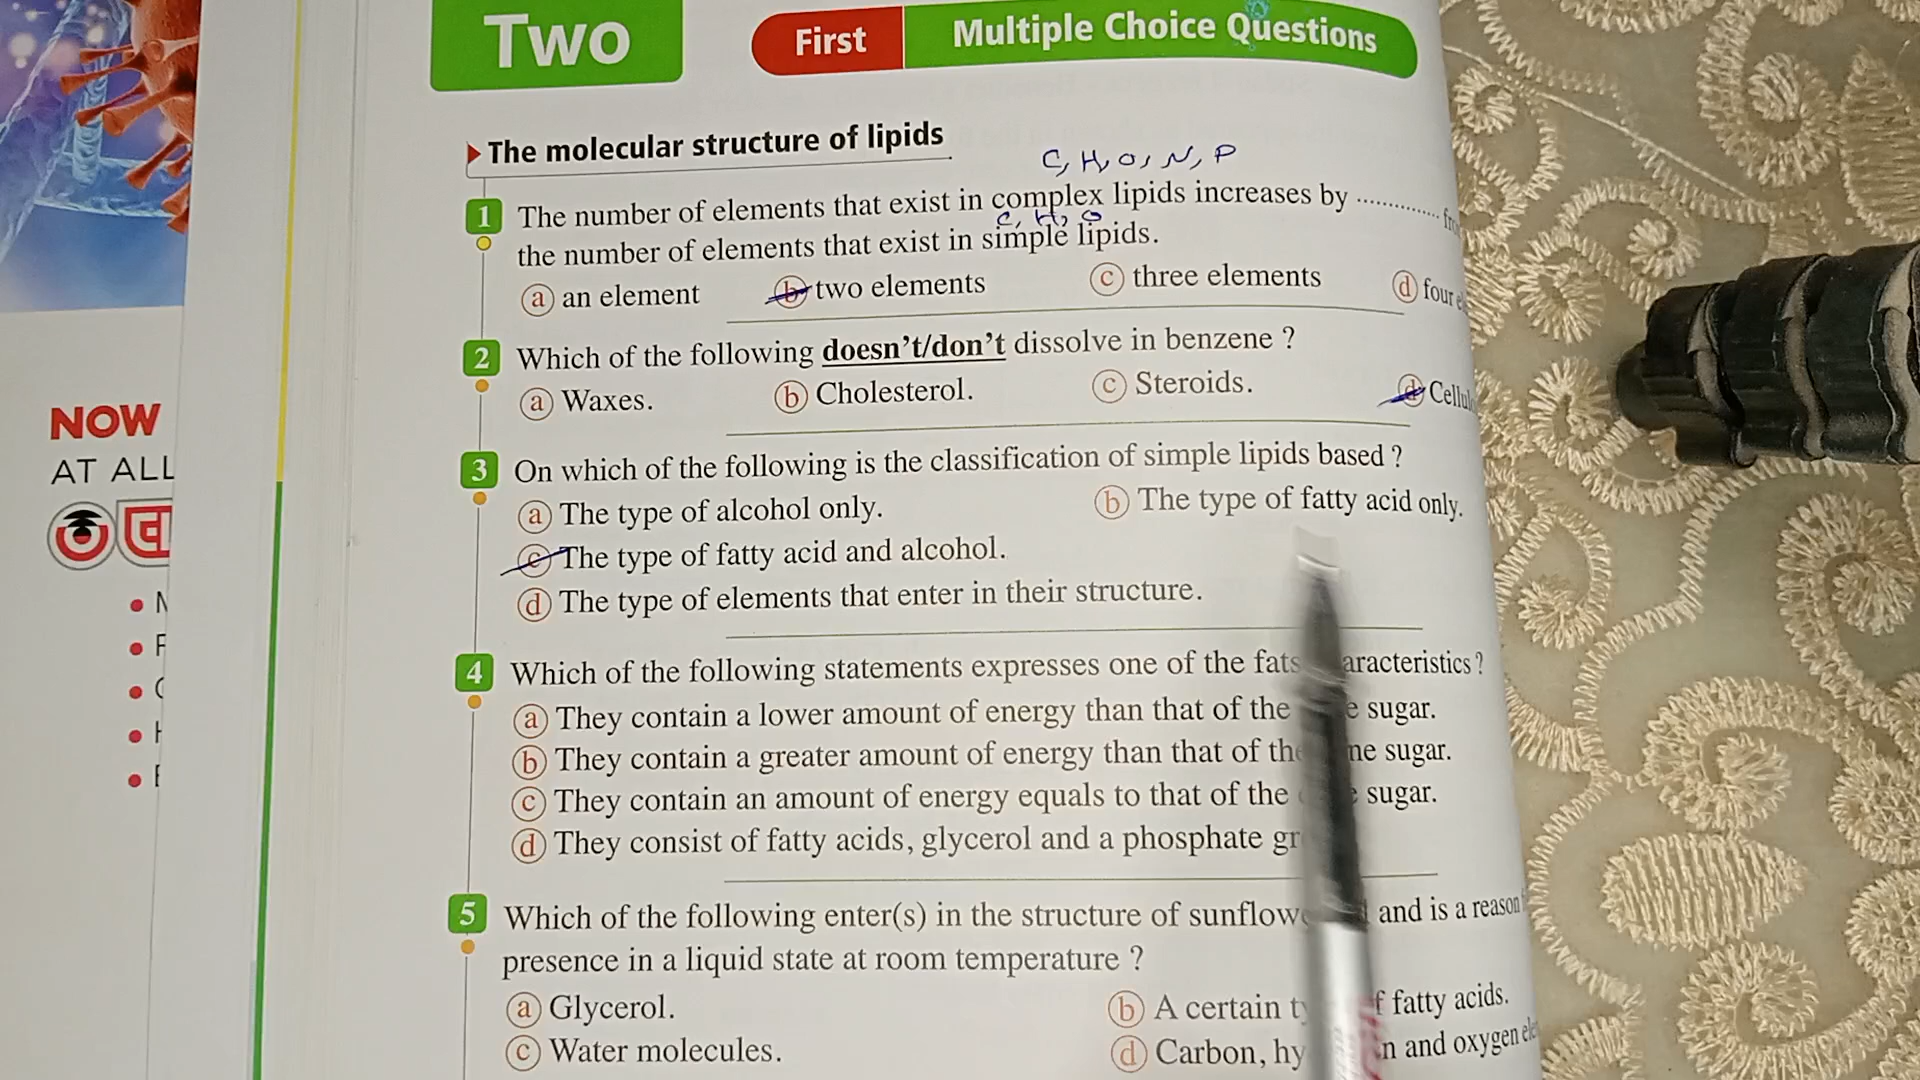 Two
First
Multiple Choice Questions
The molecular structure of lipids
C, H, O, N, P
1 The number of elements that exist in complex lipids increases by ............
C, H, O
the number of elements that exist in simple lipids.
a an element b two elements c three elements d four
2 Which of the following doesn't/don't dissolve in benzene ?
a Waxes. b Cholesterol. c Steroids. d
3 On which of the following is the classification of simple lipids based ?
a The type of alcohol only. b The type of fatty acid only.
c The type of fatty acid and alcohol.
d The type of elements that enter in their structure.
4 Which of the following statements expresses one of the fats
a They contain a lower amount of energy than that of the sugar.
b They contain a greater amount of energy than that of sugar.
c They contain an amount of energy equals to that of the sugar.
d They consist of fatty acids, glycerol and a phosphate
5 Which of the following enter(s) in the structure of and is a reason
presence in a liquid state at room temperature ?
a Glycerol. b A certain fatty acids.
c Water molecules. d Carbon, and oxygen
NOW
AT ALL